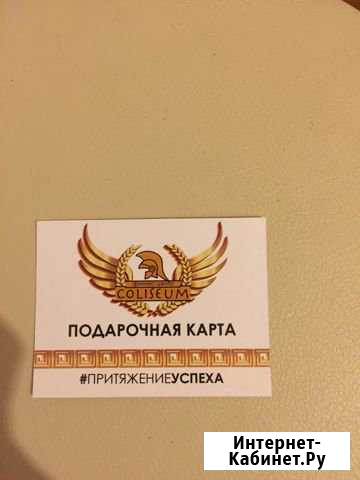 COLISEUM
ПОДАРОЧНАЯ КАРТА
#ПРИТЯЖЕНИЕУСПЕХА
Интернет-
Кабинет.Ру